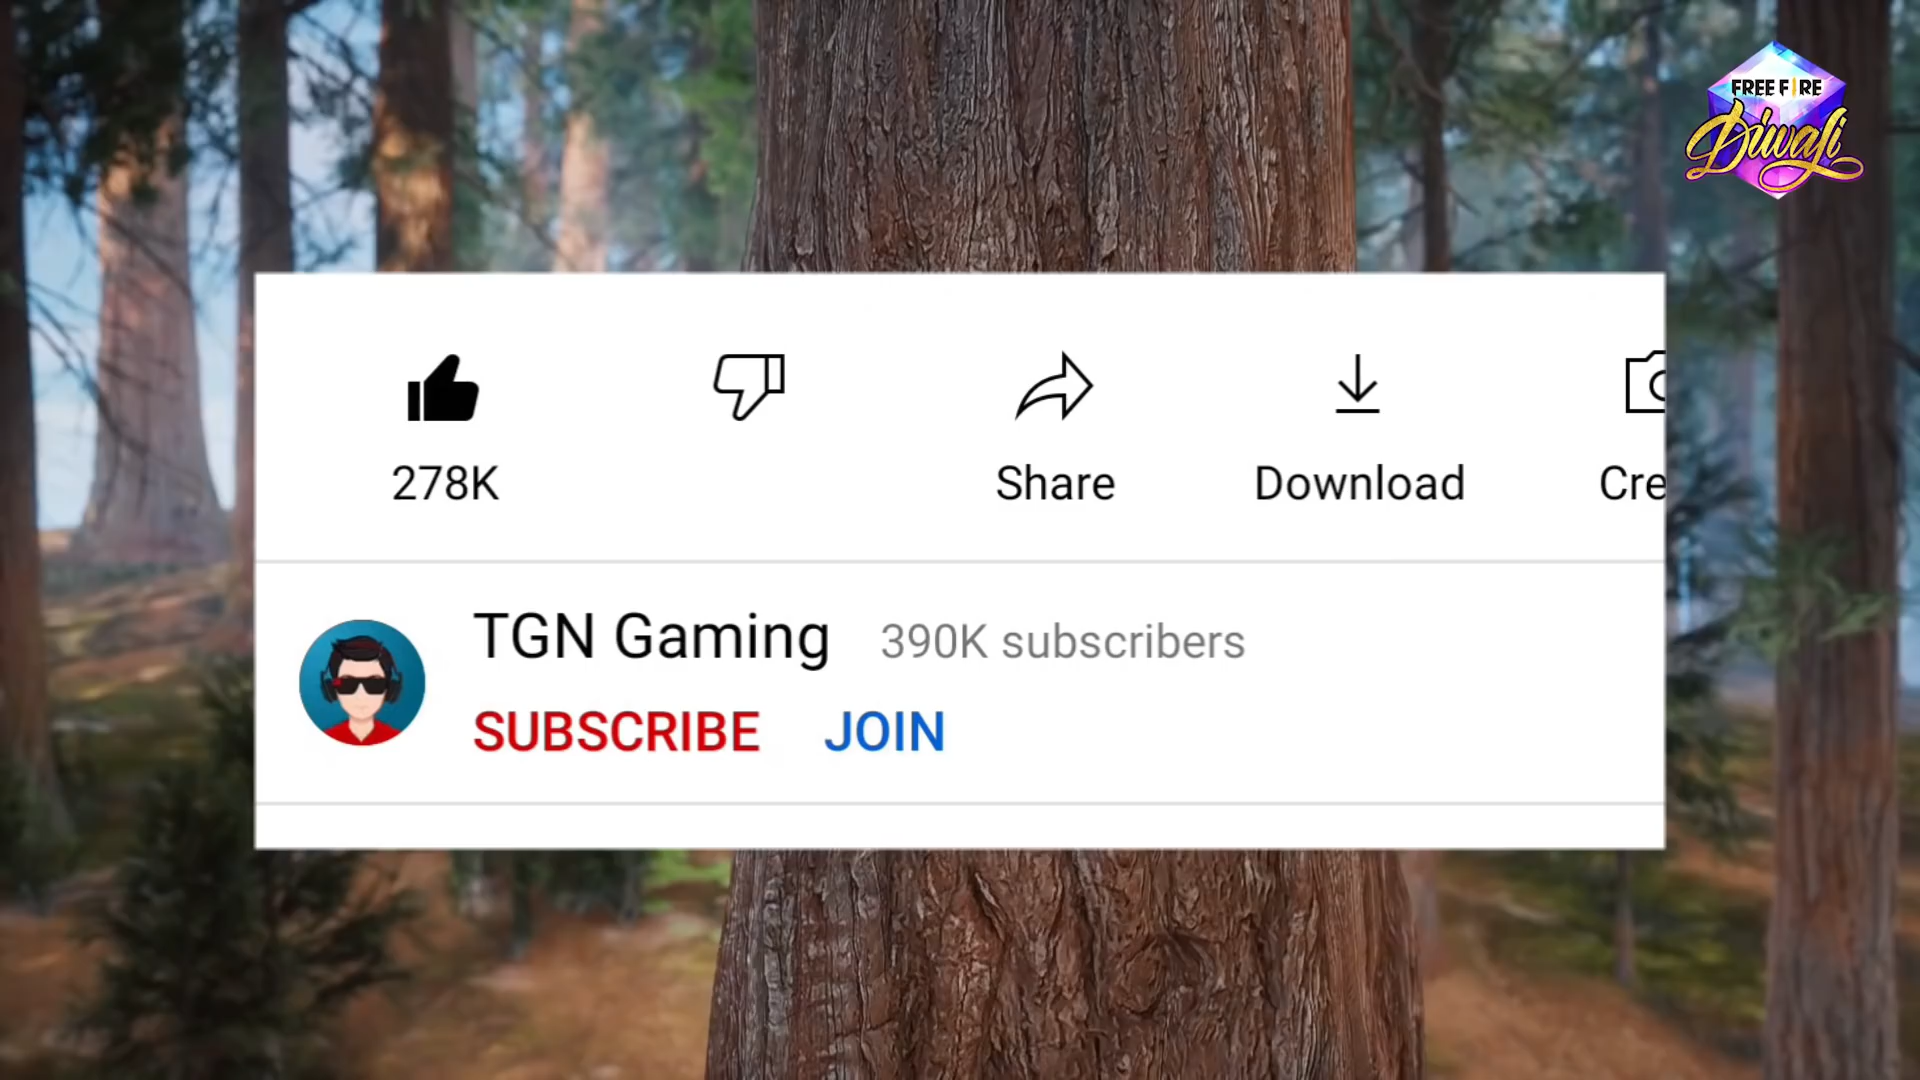 FREE FIRE
Diwali
278K
Share
Download
Cre
TGN Gaming 390K subscribers
SUBSCRIBE JOIN